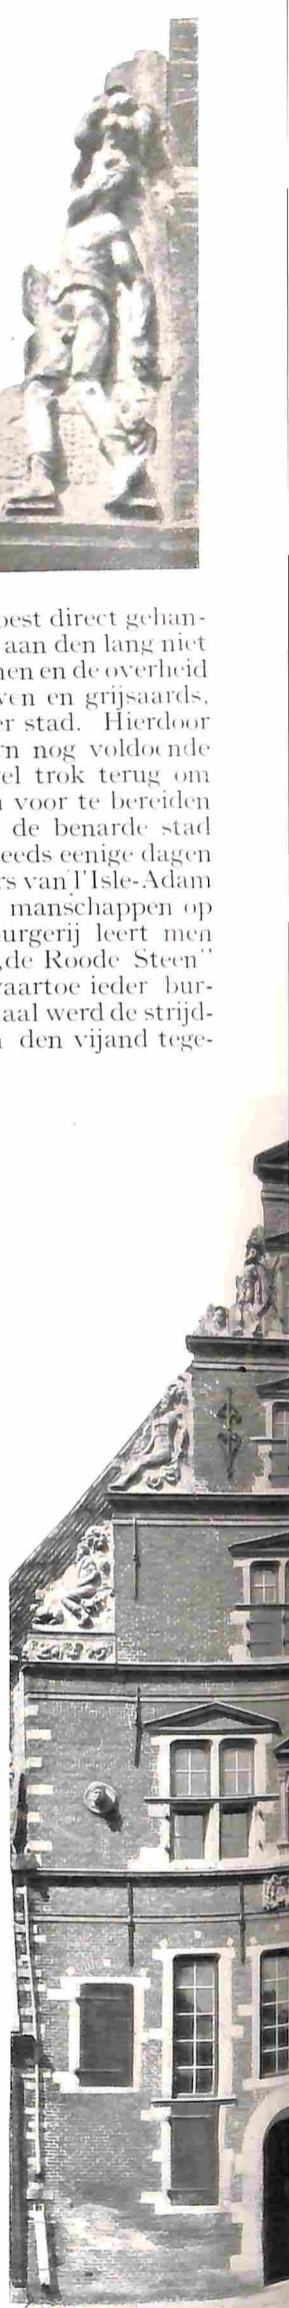 oest direct gehan-
aan den lang niet
nen en de overheid
ven en grijsaards,
er stad. Hierdoor
rn nog voldoende
el trok terug om
n voor te bereiden
de benarde stad
eeds eenige dagen
rs van l'Isle-Adam
manschappen op
urgerij leert men
„de Roode Steen"
vaartoe ieder bur-
aal werd de strijd-
n den vijand tege-